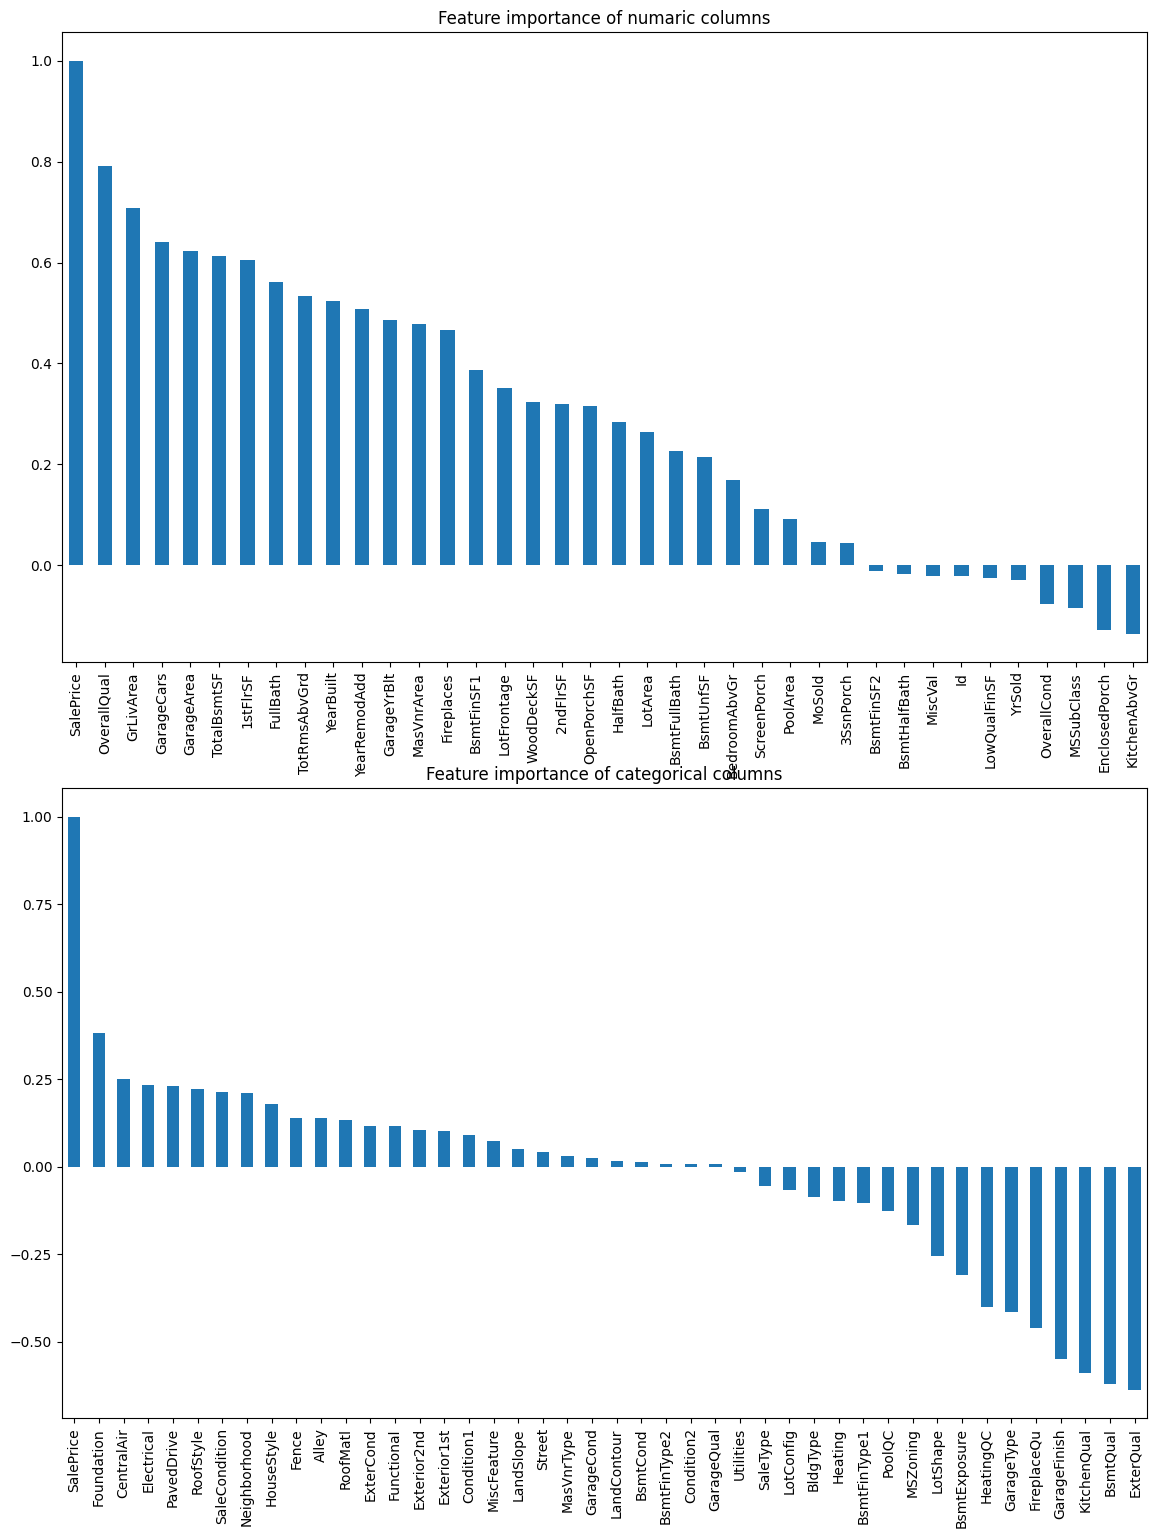 Feature importance of numaric columns
1.0
0.8
0.6
0.4
0.2
0.0
SalePrice
OverallQual
GrLivArea
GarageCars
GarageArea
TotalBsmtSF
1stFlrSF
FullBath
TotRmsAbvGrd
YearBuilt
YearRemodAdd
GarageYrBlt
MasVnrArea
Fireplaces
BsmtFinSF1
LotFrontage
WoodDeckSF
2ndFlrSF
OpenPorchSF
HalfBath
LotArea
BsmtFullBath
BsmtUnfSF
BedroomAbvGr
ScreenPorch
PoolArea
MoSold
3SsnPorch
BsmtFinSF2
BsmtHalfBath
MiscVal
Id
LowQualFinSF
YrSold
OverallCond
MSSubClass
EnclosedPorch
KitchenAbvGr
Feature importance of categorical columns
1.00
0.75
0.50
0.25
0.00
−0.25
−0.50
SalePrice
Foundation
CentralAir
Electrical
PavedDrive
RoofStyle
SaleCondition
Neighborhood
HouseStyle
Fence
Alley
RoofMatl
ExterCond
Functional
Exterior2nd
Exterior1st
Condition1
MiscFeature
LandSlope
Street
MasVnrType
GarageCond
LandContour
BsmtCond
BsmtFinType2
Condition2
GarageQual
Utilities
SaleType
LotConfig
BldgType
Heating
BsmtFinType1
PoolQC
MSZoning
LotShape
BsmtExposure
HeatingQC
GarageType
FireplaceQu
GarageFinish
KitchenQual
BsmtQual
ExterQual